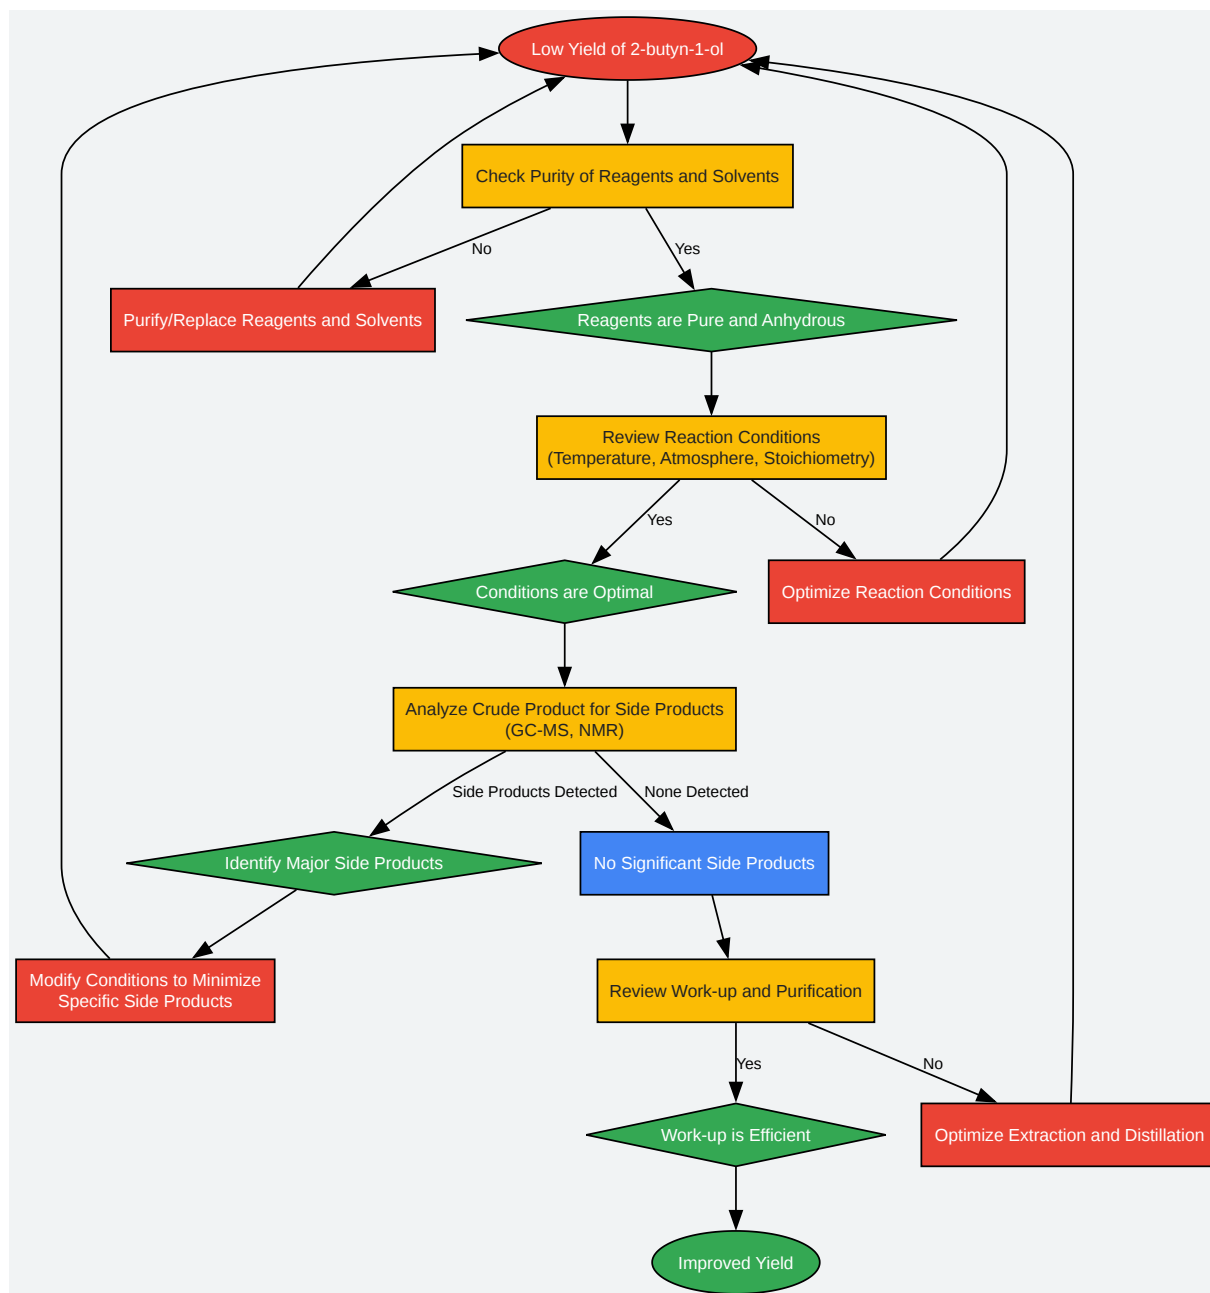 Low Yield of 2-butyn-1-ol
Check Purity of Reagents and Solvents
No
Yes
Purify/Replace Reagents and Solvents
Reagents are Pure and Anhydrous
Review Reaction Conditions
(Temperature, Atmosphere, Stoichiometry)
Yes
No
Conditions are Optimal
Optimize Reaction Conditions
Analyze Crude Product for Side Products
(GC-MS, NMR)
Side Products Detected
None Detected
Identify Major Side Products
No Significant Side Products
Modify Conditions to Minimize
Specific Side Products
Review Work-up and Purification
Yes
No
Work-up is Efficient
Optimize Extraction and Distillation
Improved Yield